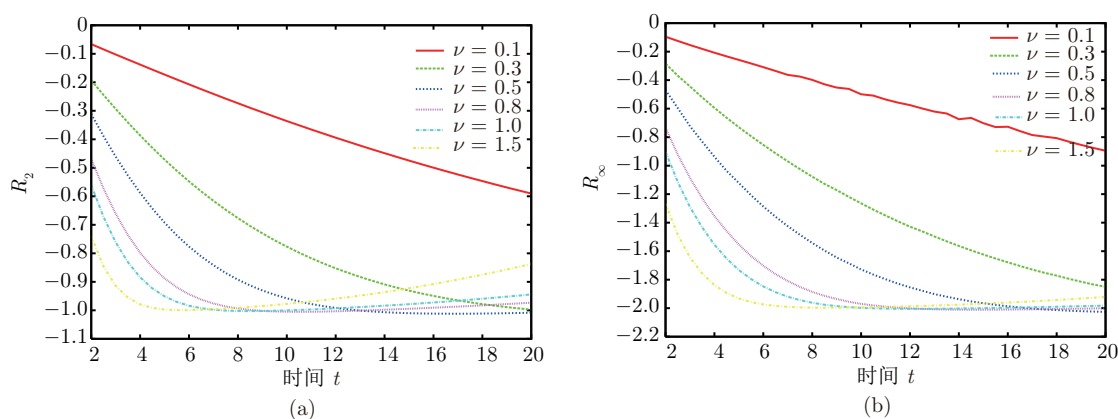 0
−0.1
−0.2
−0.3
−0.4
−0.5
−0.6
−0.7
−0.8
−0.9
−1.0
−1.1
R₂
ν = 0.1
ν = 0.3
ν = 0.5
ν = 0.8
ν = 1.0
ν = 1.5
2 4 6 8 10 12 14 16 18 20
时间 t
(a)
0
−0.2
−0.4
−0.6
−0.8
−1.0
−1.2
−1.4
−1.6
−1.8
−2.0
−2.2
R∞
ν = 0.1
ν = 0.3
ν = 0.5
ν = 0.8
ν = 1.0
ν = 1.5
2 4 6 8 10 12 14 16 18 20
时间 t
(b)